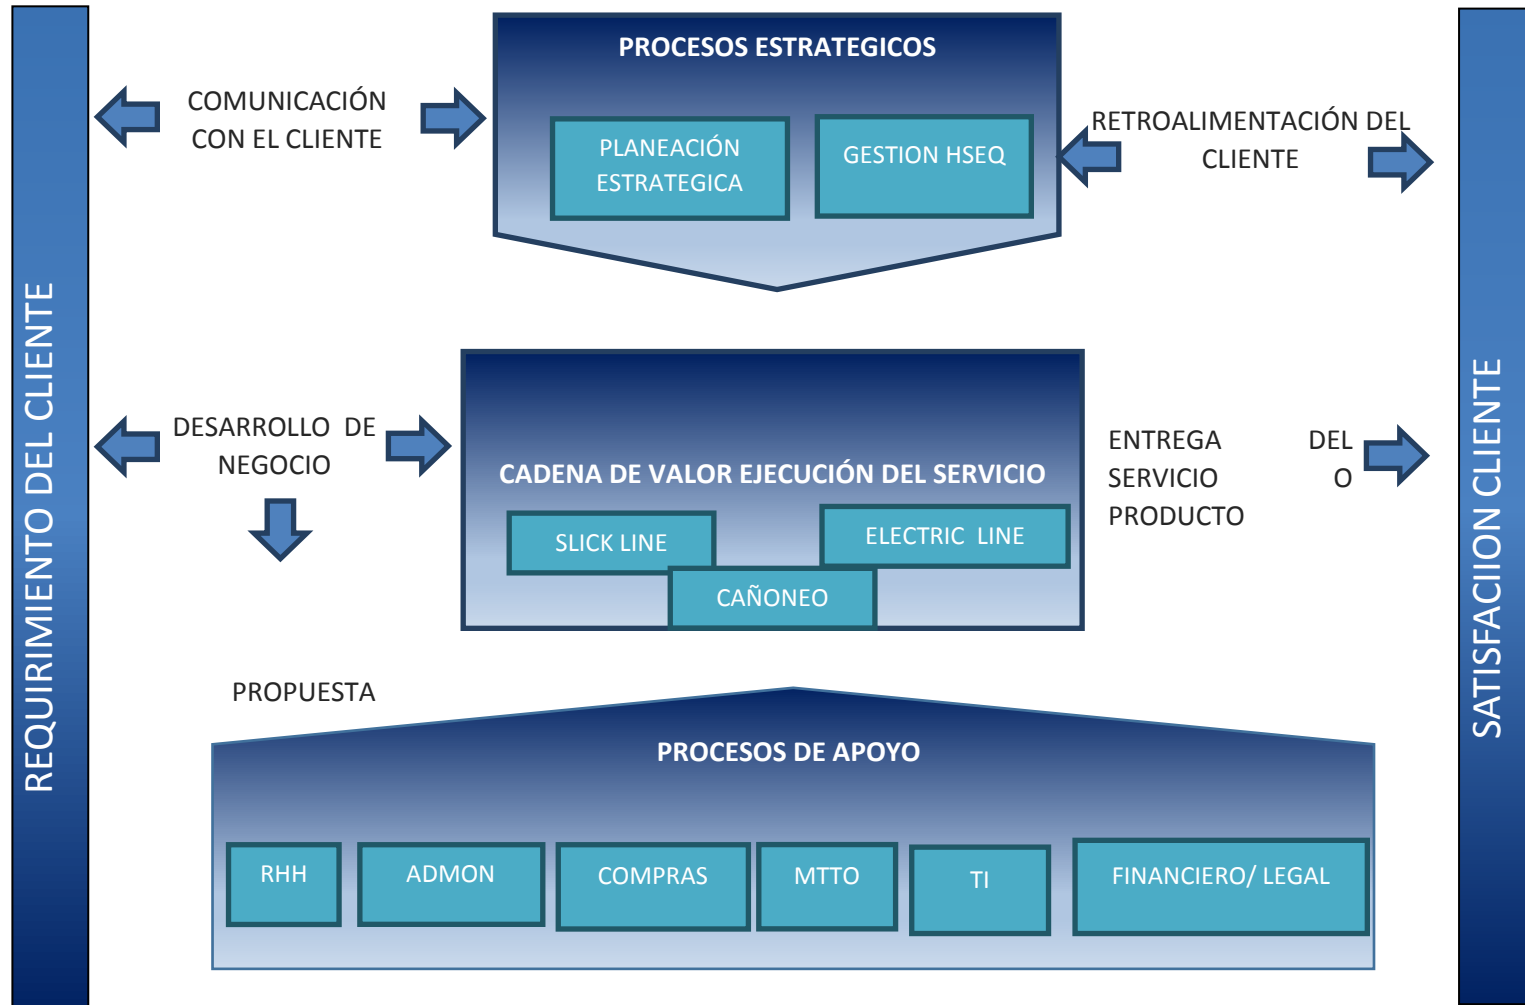 REQUIRIMIENTO DEL CLIENTE
PROCESOS ESTRATEGICOS
COMUNICACIÓN
CON EL CLIENTE
PLANEACIÓN
ESTRATEGICA
GESTION HSEQ
RETROALIMENTACIÓN DEL
CLIENTE
DESARROLLO DE
NEGOCIO
CADENA DE VALOR EJECUCIÓN DEL SERVICIO
SLICK LINE
ELECTRIC LINE
CAÑONEO
ENTREGA DEL
SERVICIO O
PRODUCTO
PROPUESTA
PROCESOS DE APOYO
RHH
ADMON
COMPRAS
MTTO
TI
FINANCIERO/ LEGAL
SATISFACIION CLIENTE